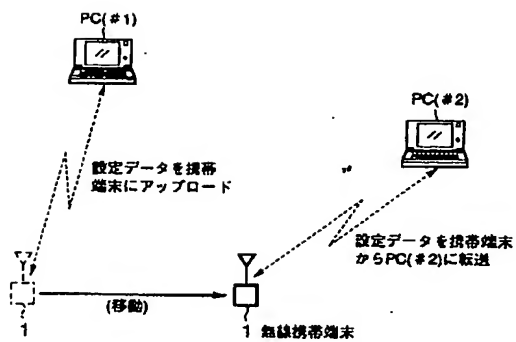 PC(#1)
PC(#2)
設定データを携帯
端末にアップロード
設定データを携帯端末
からPC(#2)に転送
(移動)
1
1 無線携帯端末